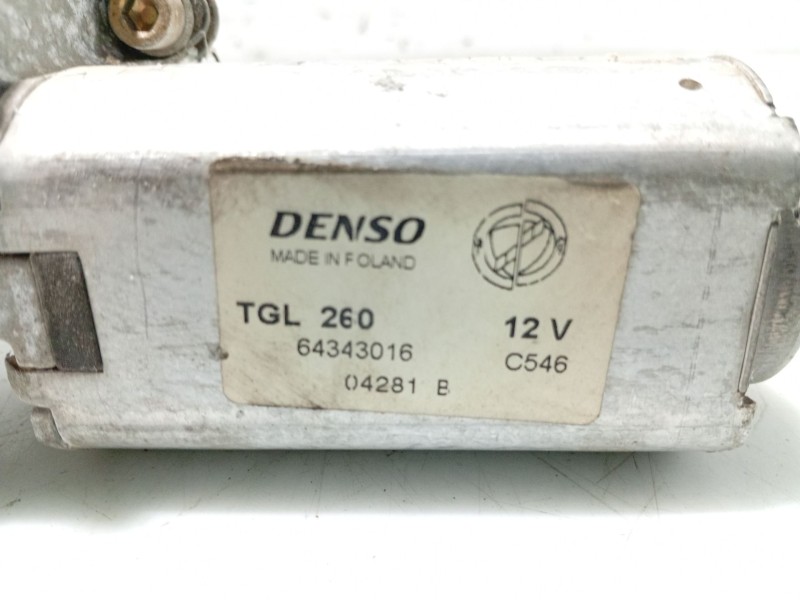 DENSO
MADE IN POLAND
TGL 260 12 V
64343016 C546
04281 B